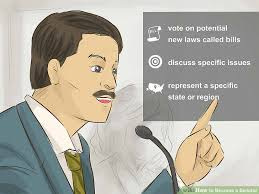 vote on potential
new laws called bills
discuss specific issues
represent a specific
state or region
wH How to Become a Senator